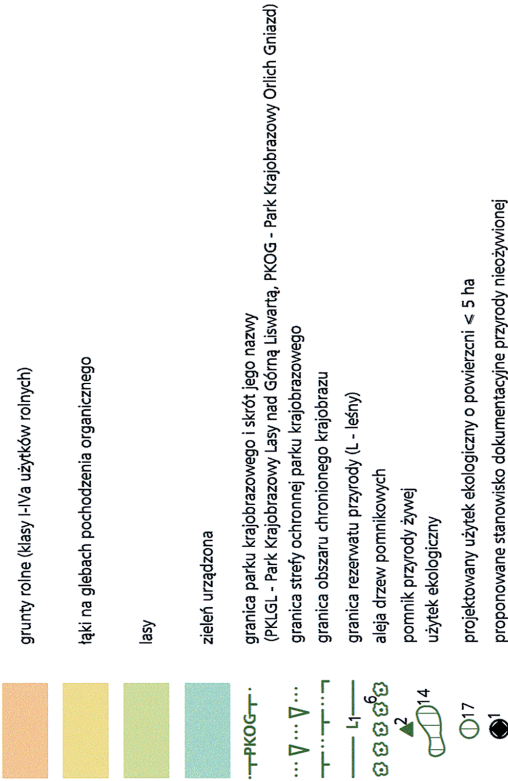 grunty rolne (klasy I-IVa użytków rolnych)
łąki na glebach pochodzenia organicznego
lasy
zieleń urządzona
PKOG
granica parku krajobrazowego i skrót jego nazwy
(PKLGL - Park Krajobrazowy Lasy nad Górną Liswartą, PKOG - Park Krajobrazowy Orlich Gniazd)
granica strefy ochronnej parku krajobrazowego
granica obszaru chronionego krajobrazu
L1 granica rezerwatu przyrody (L - leśny)
6 aleja drzew pomnikowych
2 pomnik przyrody żywej
14 użytek ekologiczny
17 projektowany użytek ekologiczny o powierzcni ⩽ 5 ha
1 proponowane stanowisko dokumentacyjne przyrody nieożywionej